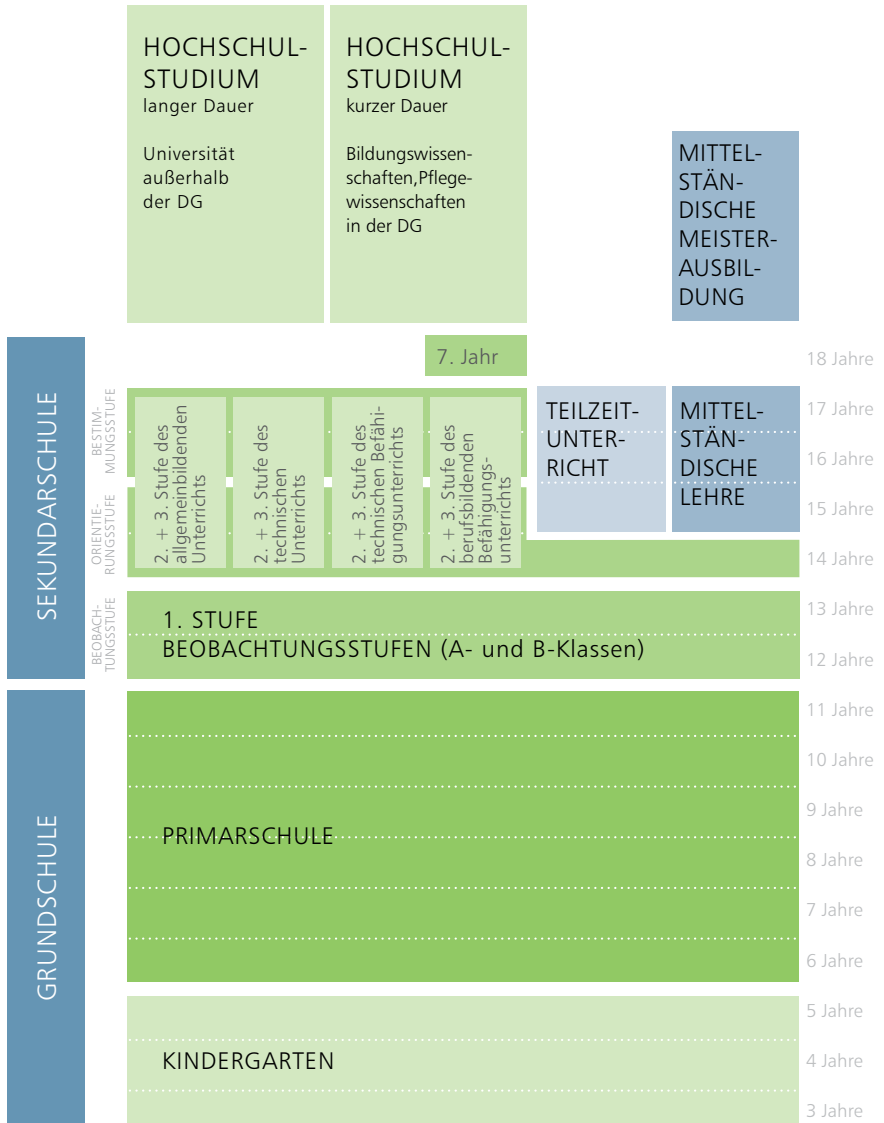 HOCHSCHUL-
STUDIUM
langer Dauer
Universität
außerhalb
der DG
HOCHSCHUL-
STUDIUM
kurzer Dauer
Bildungswissen-
schaften,Pflege-
wissenschaften
in der DG
MITTEL-
STÄN-
DISCHE
MEISTER-
AUSBIL-
DUNG
7. Jahr
18 Jahre
SEKUNDARSCHULE
BESTIM-
MUNGSSTUFE
ORIENTIE-
RUNGSSTUFE
BEOBACH-
TUNGSSTUFE
2. + 3. Stufe des
allgemeinbildenden
Unterrichts
2. + 3. Stufe des
technischen
Unterrichts
2. + 3. Stufe des
technischen Befähi-
gungsunterrichts
2. + 3. Stufe des
berufsbildenden
Befähigungs-
unterrichts
TEILZEIT-
UNTER-
RICHT
MITTEL-
STÄN-
DISCHE
LEHRE
17 Jahre
16 Jahre
15 Jahre
14 Jahre
1. STUFE
BEOBACHTUNGSSTUFEN (A- und B-Klassen)
13 Jahre
12 Jahre
GRUNDSCHULE
PRIMARSCHULE
11 Jahre
10 Jahre
9 Jahre
8 Jahre
7 Jahre
6 Jahre
KINDERGARTEN
5 Jahre
4 Jahre
3 Jahre